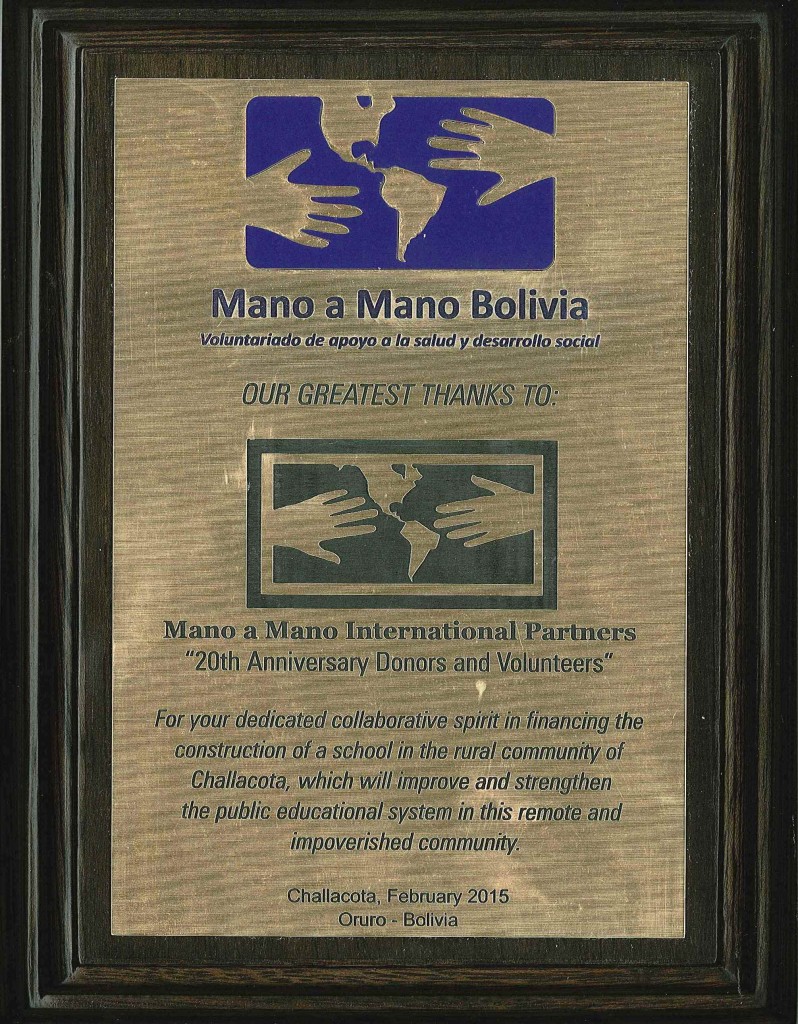 Mano a Mano Bolivia
Voluntariado de apoyo a la salud y desarrollo social
OUR GREATEST THANKS TO:
Mano a Mano International Partners
“20th Anniversary Donors and Volunteers”
For your dedicated collaborative spirit in financing the
construction of a school in the rural community of
Challacota, which will improve and strengthen
the public educational system in this remote and
impoverished community.
Challacota, February 2015
Oruro - Bolivia